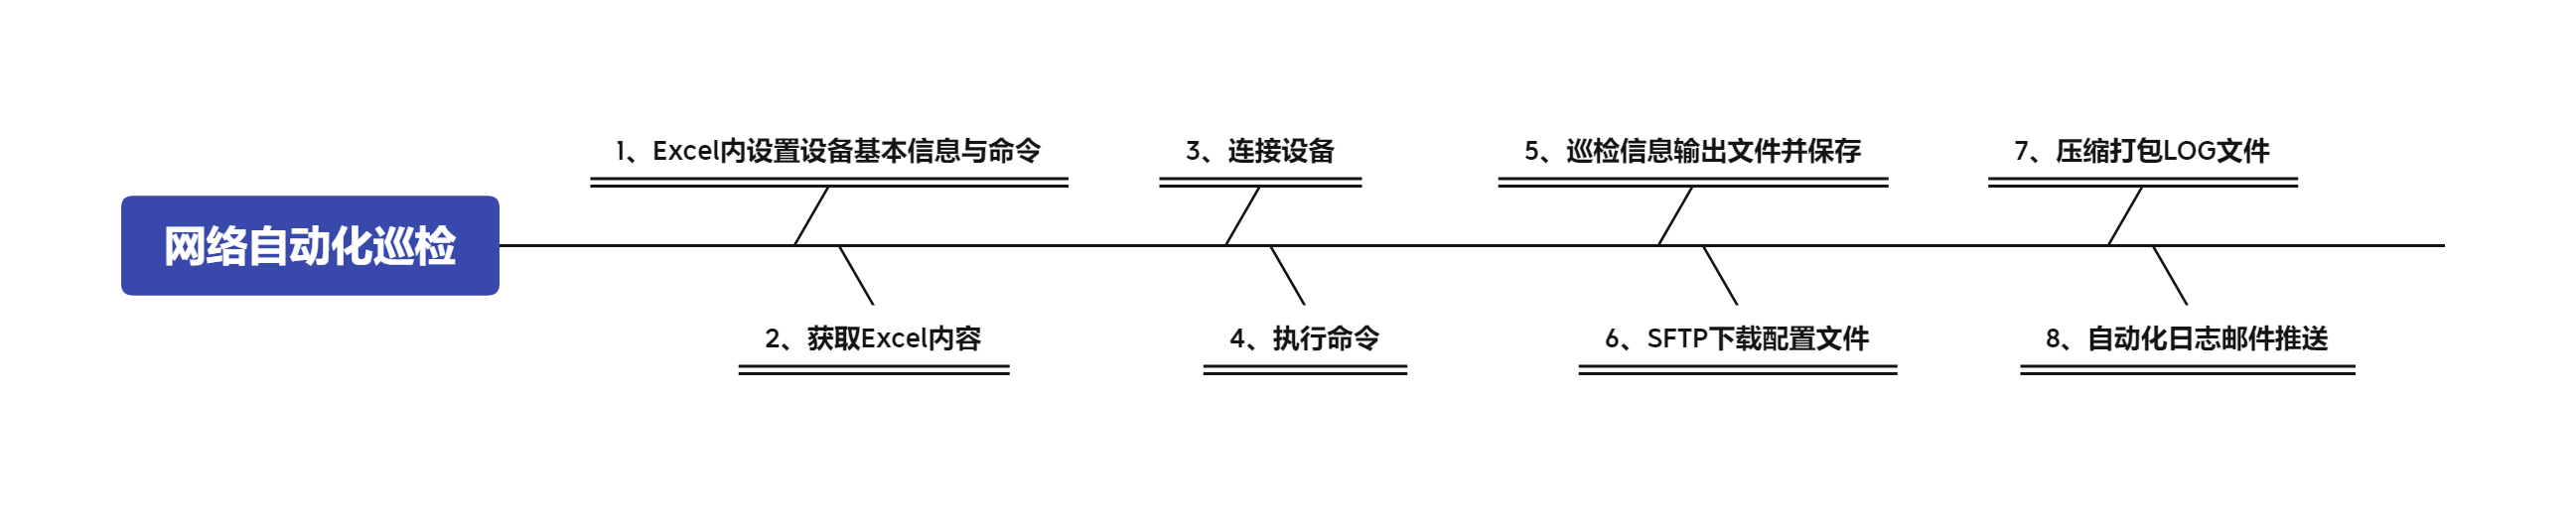 网络自动化巡检
1、Excel内设置设备基本信息与命令
2、获取Excel内容
3、连接设备
4、执行命令
5、巡检信息输出文件并保存
6、SFTP下载配置文件
7、压缩打包LOG文件
8、自动化日志邮件推送